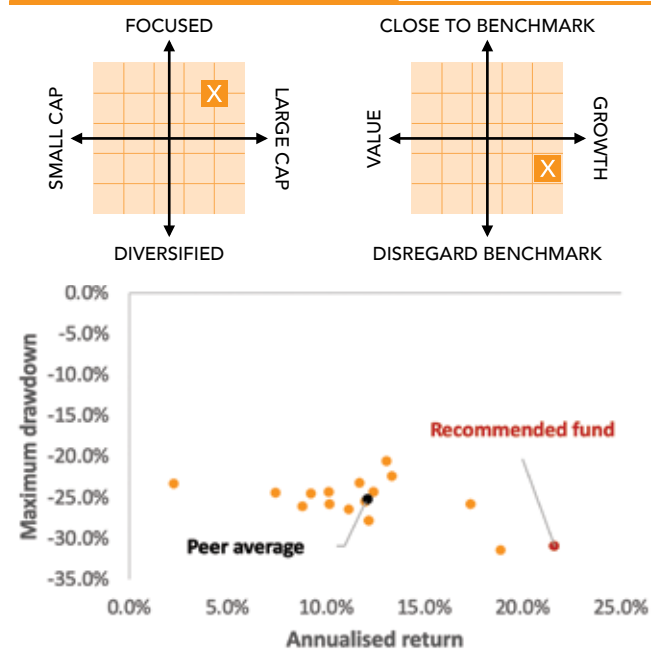 FOCUSED
SMALL CAP
X
LARGE CAP
DIVERSIFIED
CLOSE TO BENCHMARK
VALUE
X
GROWTH
DISREGARD BENCHMARK
Maximum drawdown
0.0%
-5.0%
-10.0%
-15.0%
-20.0%
-25.0%
-30.0%
-35.0%
Recommended fund
Peer average
0.0%
5.0%
10.0%
15.0%
20.0%
25.0%
Annualised return